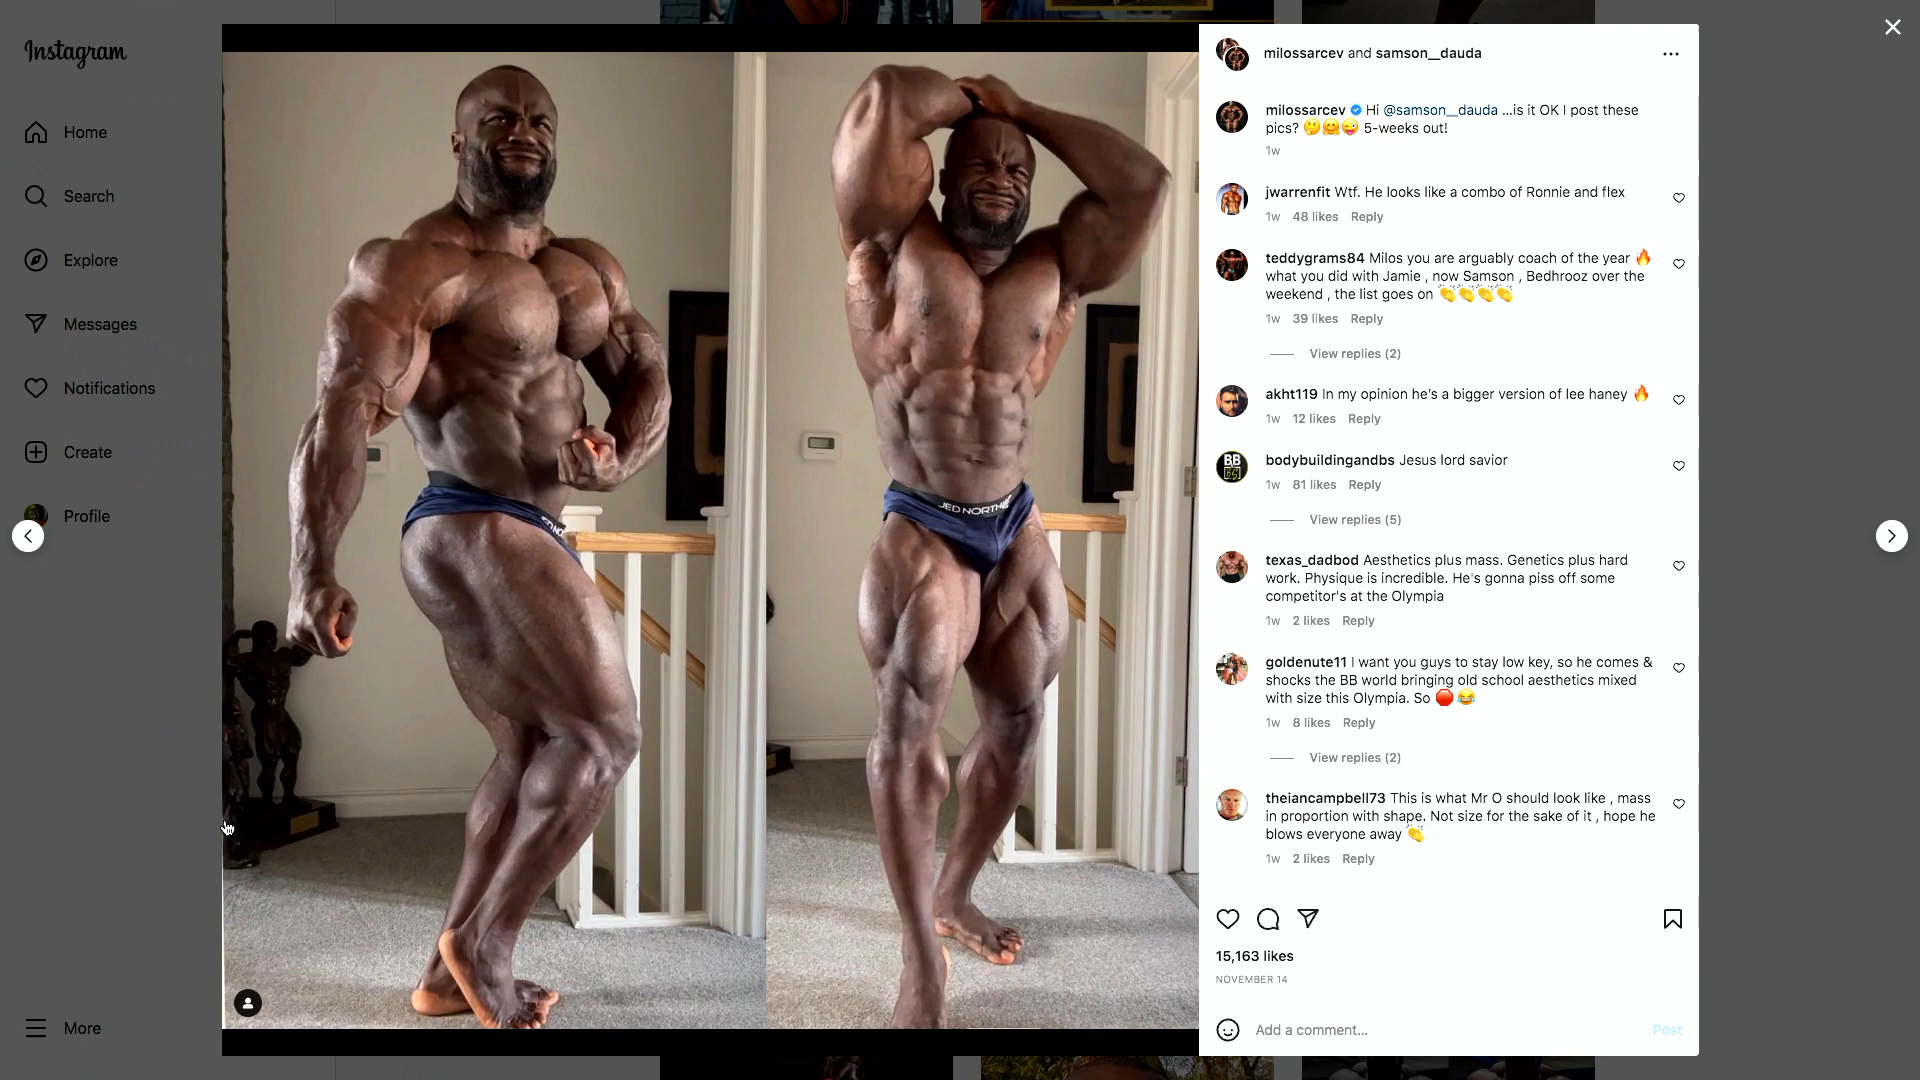 Instagram
Home
Search
Explore
Messages
Notifications
Create
Profile
More
JED NORTH
milossarcev and samson__dauda
milossarcev Hi @samson__dauda ...is it OK I post these
pics? 🤔🤗😜 5-weeks out!
1w
jwarrenfit Wtf. He looks like a combo of Ronnie and flex
1w 48 likes Reply
teddygrams84 Milos you are arguably coach of the year 🔥
what you did with Jamie , now Samson , Bedhrooz over the
weekend , the list goes on 👏👏👏👏
1w 39 likes Reply
View replies (2)
akht119 In my opinion he's a bigger version of lee haney 🔥
1w 12 likes Reply
BB
bodybuildingandbs Jesus lord savior
1w 81 likes Reply
View replies (5)
texas_dadbod Aesthetics plus mass. Genetics plus hard
work. Physique is incredible. He's gonna piss off some
competitor's at the Olympia
1w 2 likes Reply
goldenute11 I want you guys to stay low key, so he comes &
shocks the BB world bringing old school aesthetics mixed
with size this Olympia. So 🛑😂
1w 8 likes Reply
View replies (2)
theiancampbell73 This is what Mr O should look like , mass
in proportion with shape. Not size for the sake of it , hope he
blows everyone away 👏
1w 2 likes Reply
15,163 likes
NOVEMBER 14
Add a comment...
Post